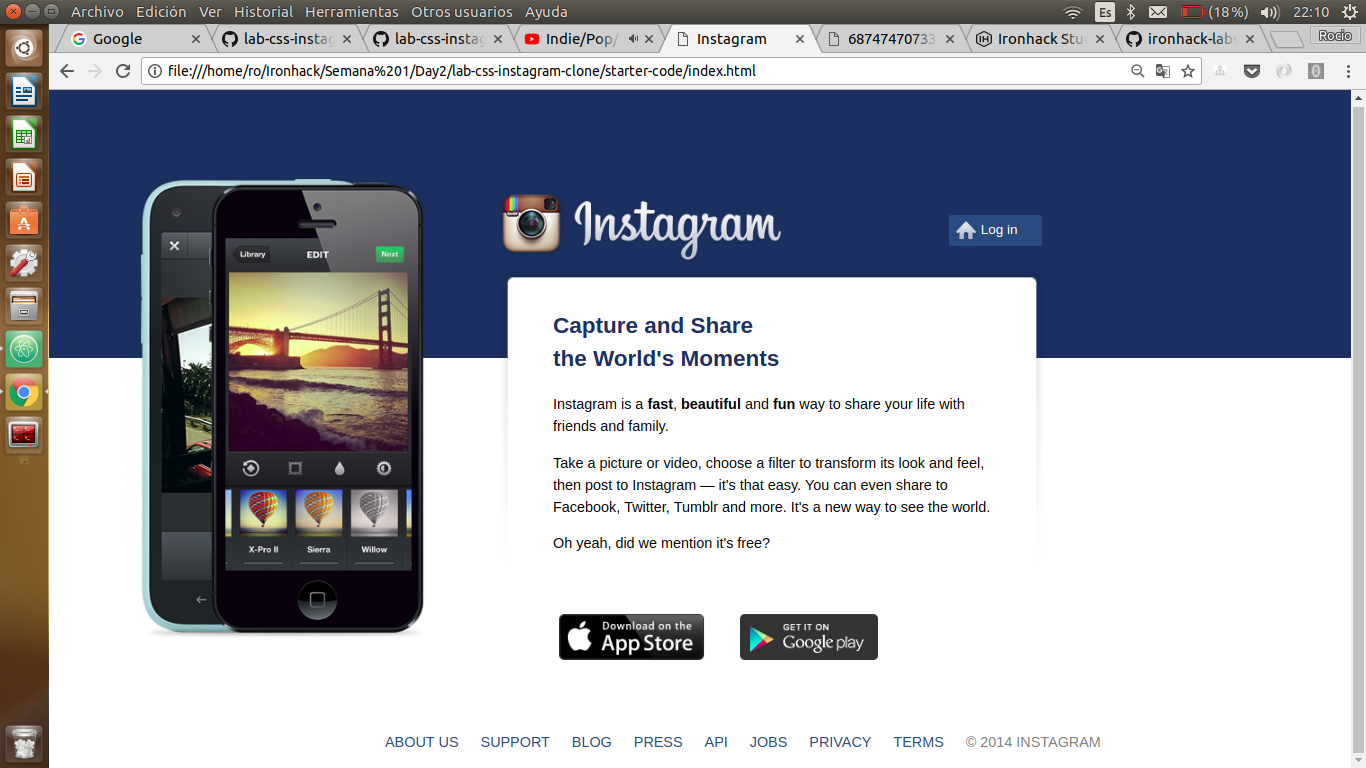 Archivo Edición Ver Historial Herramientas Otros usuarios Ayuda
Es
(18 %)
22:10
Google
lab-css-insta
lab-css-insta
Indie/Pop/
Instagram
68747470733
Ironhack Stu
ironhack-lab
Rocío
file:///home/ro/Ironhack/Semana%201/Day2/lab-css-instagram-clone/starter-code/index.html
Instagram
Log in
Library
EDIT
Next
X-Pro II
Sierra
Willow
Capture and Share
the World's Moments
Instagram is a fast, beautiful and fun way to share your life with
friends and family.
Take a picture or video, choose a filter to transform its look and feel,
then post to Instagram — it's that easy. You can even share to
Facebook, Twitter, Tumblr and more. It's a new way to see the world.
Oh yeah, did we mention it's free?
Download on the
App Store
GET IT ON
Google play
ABOUT US SUPPORT BLOG PRESS API JOBS PRIVACY TERMS © 2014 INSTAGRAM